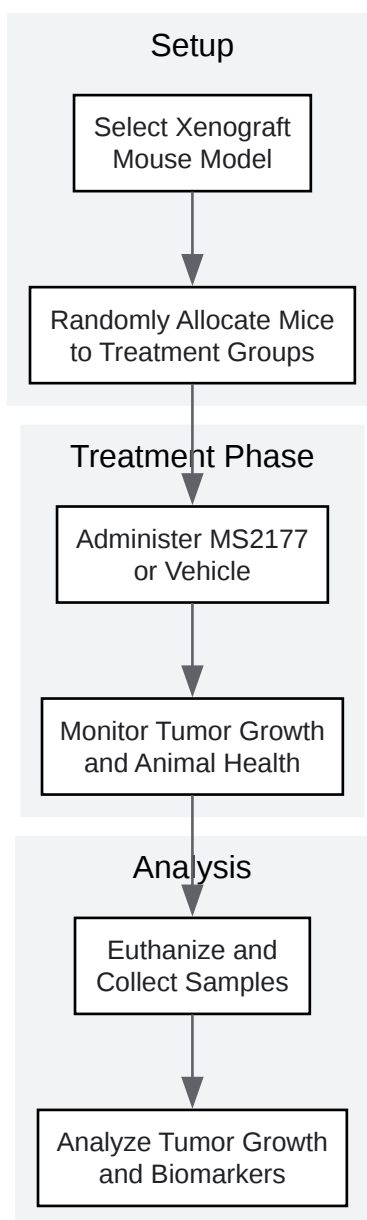 Setup
Select Xenograft
Mouse Model
Randomly Allocate Mice
to Treatment Groups
Treatment Phase
Administer MS2177
or Vehicle
Monitor Tumor Growth
and Animal Health
Analysis
Euthanize and
Collect Samples
Analyze Tumor Growth
and Biomarkers